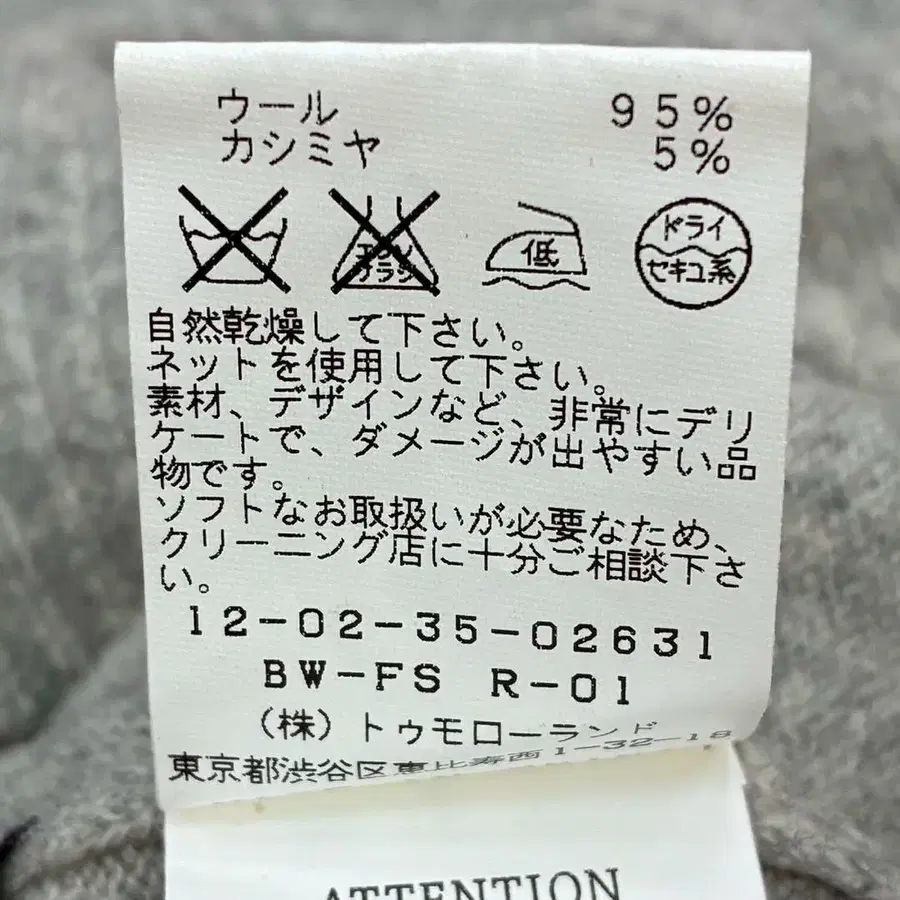 ウール 95%
カシミヤ 5%
エンソ
サラシ
低
ドライ
セキユ系
自然乾燥して下さい。
ネットを使用して下さい。
素材、デザインなど、非常にデリ
ケートで、ダメージが出やすい品
物です。
ソフトなお取扱いが必要なため、
クリーニング店に十分ご相談下さ
い。
12-02-35-02631
BW-FS R-01
(株)トゥモローランド
東京都渋谷区恵比寿西1-32-18
ATTENTION